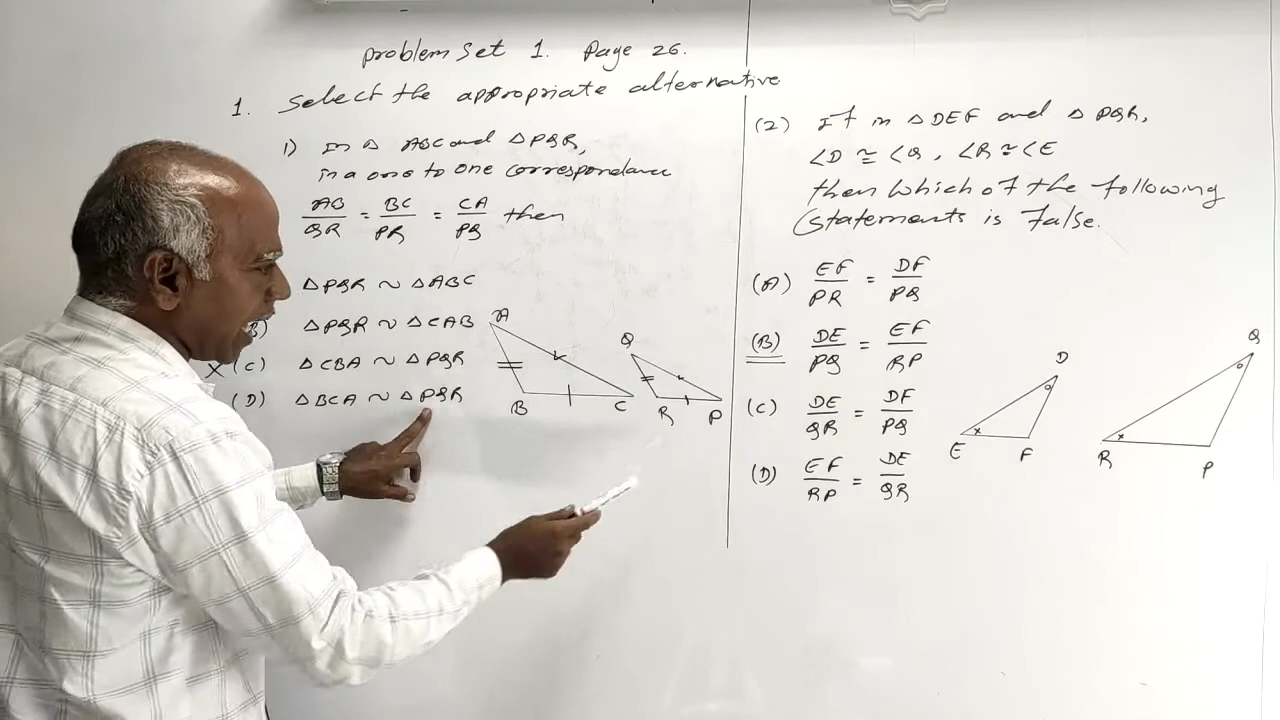 Problem Set 1. Page 26.
1. Select the appropriate alternative
1) In △ ABC and △PQR,
in a one to one correspondance
AB/QR = BC/PR = CA/PQ then
△PQR ~ △ABC
B) △PQR ~ △CAB
X (C) △CBA ~ △PQR
(D) △BCA ~ △PQR
A
B
C
Q
R
P
(2) If in △DEF and △PQR,
∠D ≅ ∠Q, ∠R ≅ ∠E
then which of the following
statements is false.
(A) EF/PR = DF/PQ
(B) DE/PQ = EF/RP
(C) DE/QR = DF/PQ
(D) EF/RP = DE/QR
D
E
F
Q
R
P